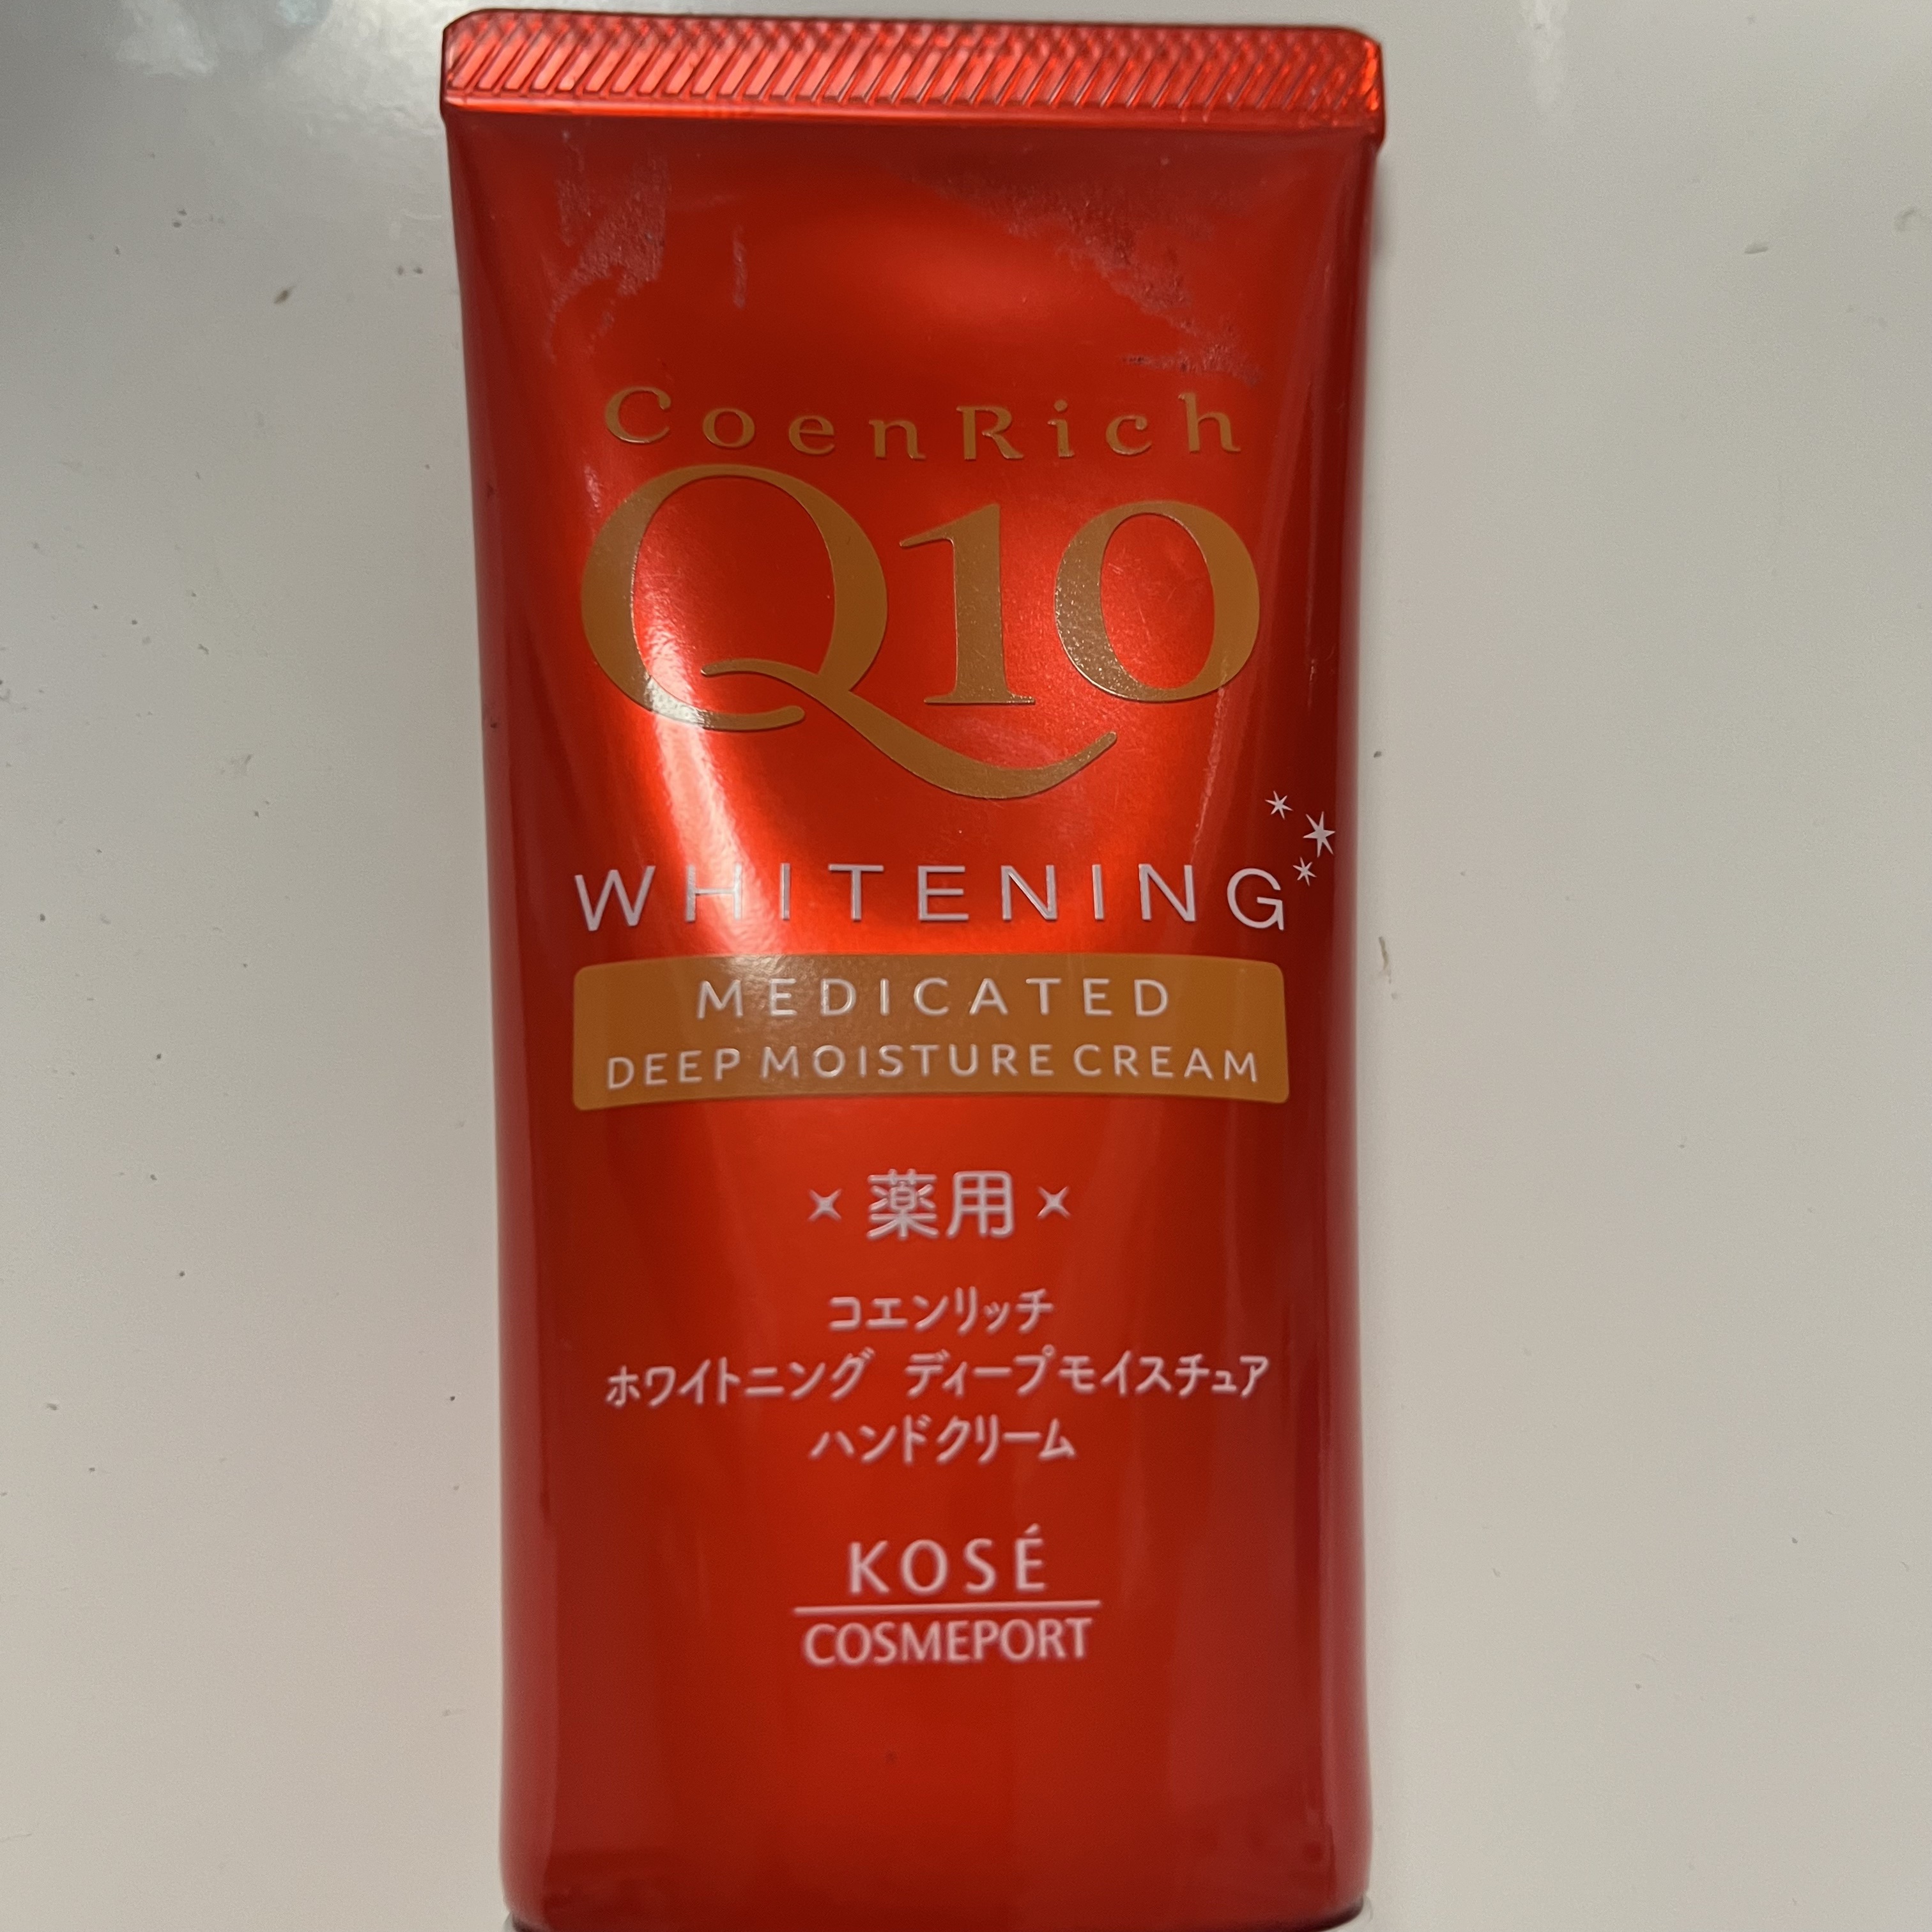 CoenRich
Q10
WHITENING
MEDICATED
DEEP MOISTURE CREAM
薬用
コエンリッチ
ホワイトニング ディープモイスチュア
ハンドクリーム
KOSÉ
COSMEPORT